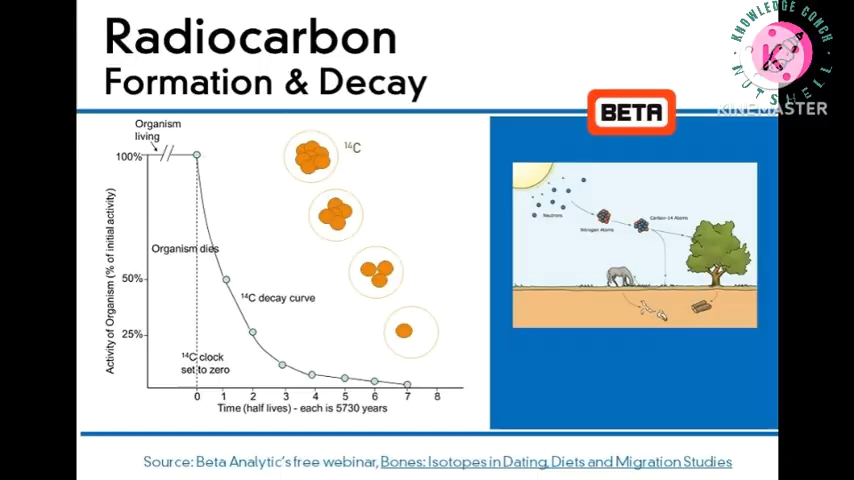 Radiocarbon
Formation & Decay
KNOWLEDGE CONCH
NUTSHELL
K
KINEMASTER
BETA
Organism
living
100%
¹⁴C
Organism dies
50%
¹⁴C decay curve
25%
¹⁴C clock
set to zero
Activity of Organism (% of initial activity)
0 1 2 3 4 5 6 7 8
Time (half lives) - each is 5730 years
Neutrons
Nitrogen Atoms
Carbon-14 Atoms
Source: Beta Analytic's free webinar, Bones: Isotopes in Dating, Diets and Migration Studies